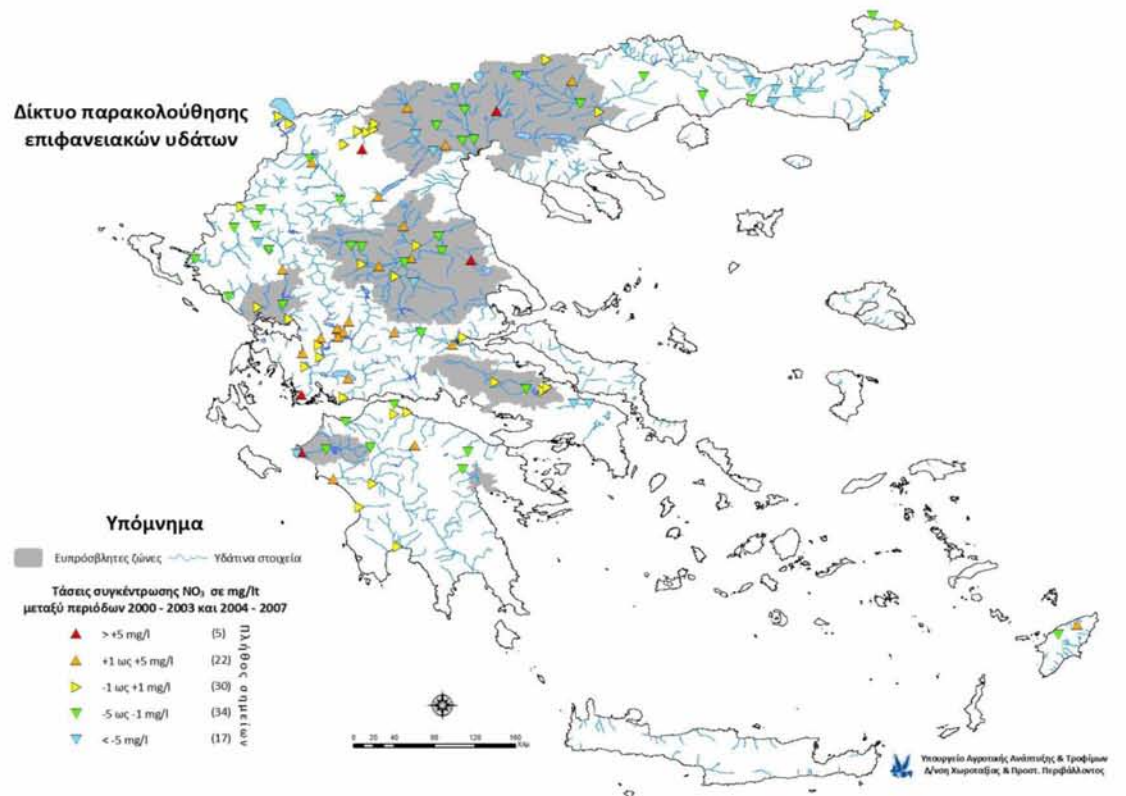 Δίκτυο παρακολούθησης
επιφανειακών υδάτων
Υπόμνημα
Ευπρόσβλητες ζώνες
Υδάτινα στοιχεία
Τάσεις συγκέντρωσης NO₃ σε mg/lt
μεταξύ περιόδων 2000 - 2003 και 2004 - 2007
> +5 mg/l (5)
+1 ως +5 mg/l (22)
-1 ως +1 mg/l (30)
-5 ως -1 mg/l (34)
< -5 mg/l (17)
Πλήθος σημείων
0 20 40 80 120 160
Χλμ
Υπουργείο Αγροτικής Ανάπτυξης & Τροφίμων
Δ/νση Χωροταξίας & Προστ. Περιβάλλοντος